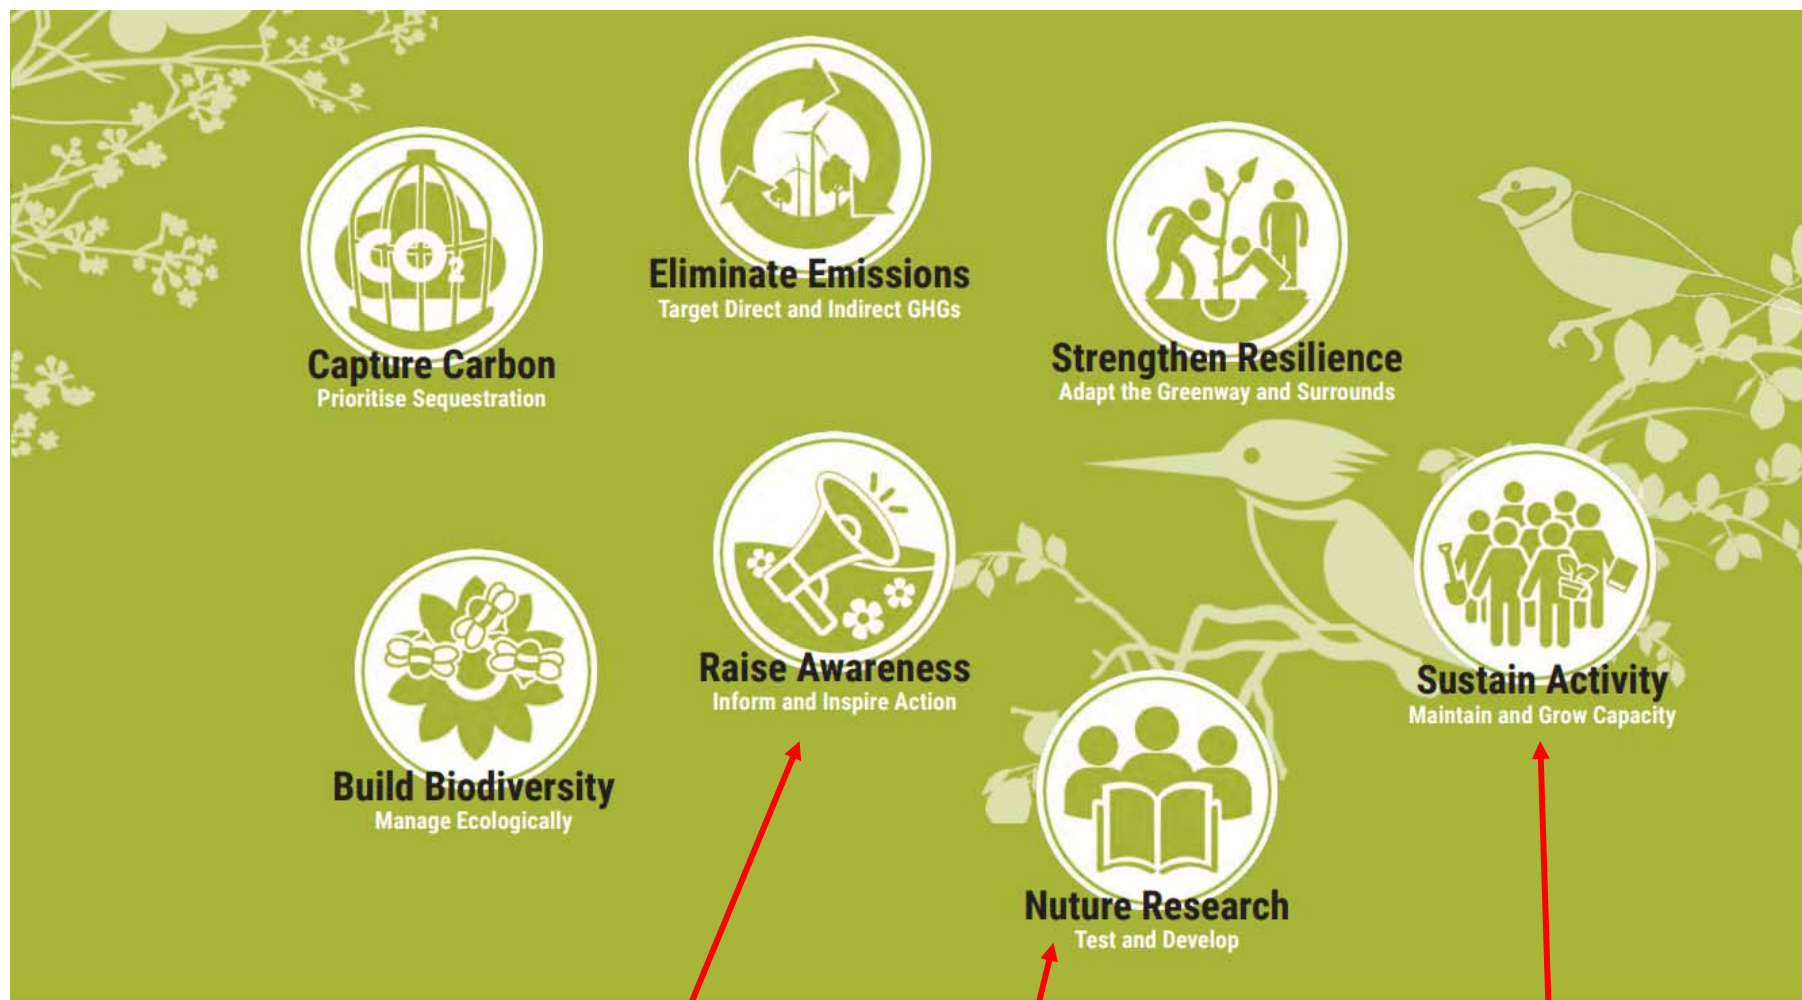 Eliminate Emissions
Target Direct and Indirect GHGs
CO2
Capture Carbon
Prioritise Sequestration
Strengthen Resilience
Adapt the Greenway and Surrounds
Raise Awareness
Inform and Inspire Action
Sustain Activity
Maintain and Grow Capacity
Build Biodiversity
Manage Ecologically
Nuture Research
Test and Develop